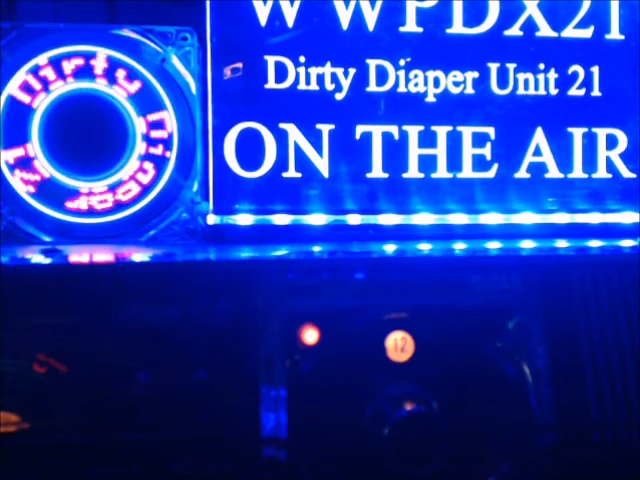 WWPDX21
Dirty Diaper Unit 21
ON THE AIR
Dirty
Diaper
12